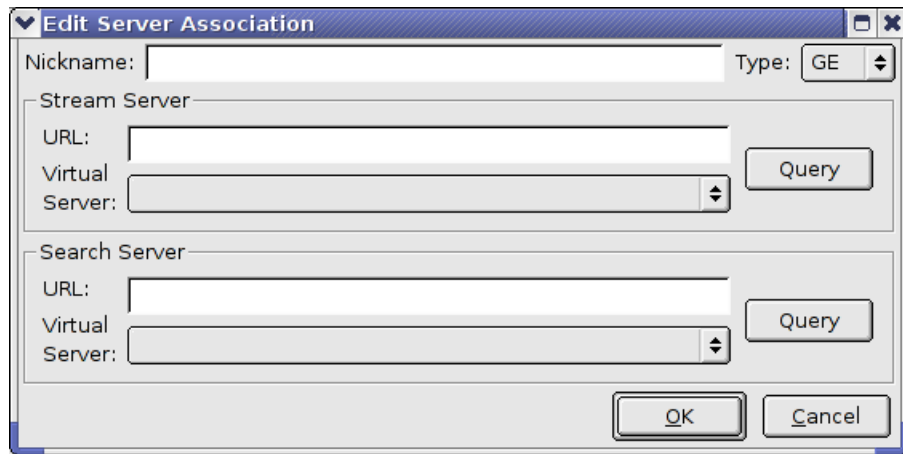 Edit Server Association
Nickname: Type: GE
Stream Server
URL:
Virtual
Server:
Query
Search Server
URL:
Virtual
Server:
Query
OK Cancel